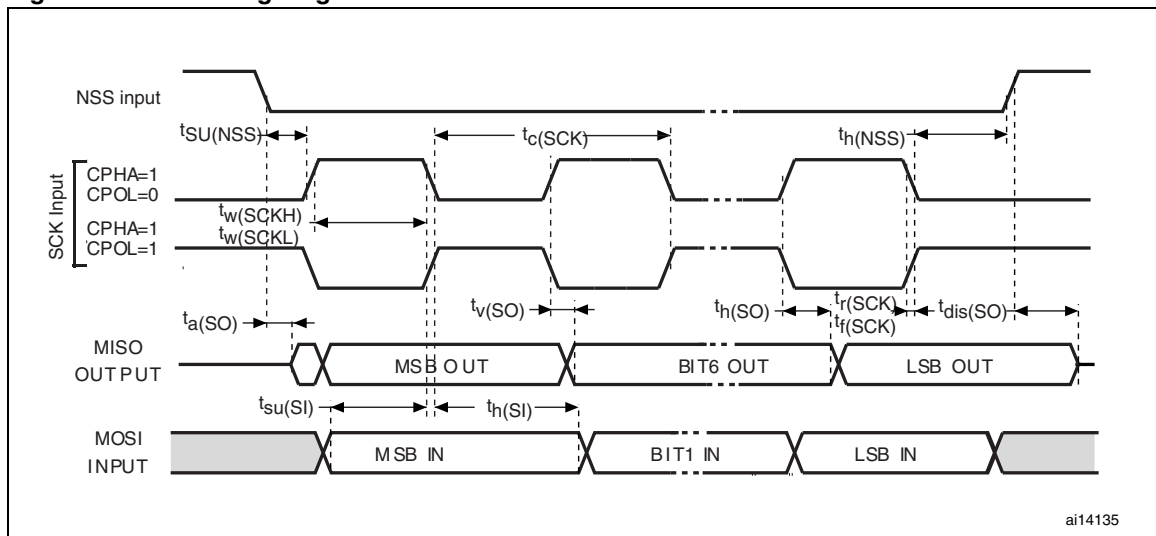 NSS input
tSU(NSS)
tc(SCK)
th(NSS)
SCK Input
CPHA=1
CPOL=0
tw(SCKH)
CPHA=1
tw(SCKL)
CPOL=1
tv(SO)
th(SO)
tr(SCK)
tf(SCK)
tdis(SO)
ta(SO)
MISO
OUTPUT
MSB OUT
BIT6 OUT
LSB OUT
tsu(SI)
th(SI)
MOSI
INPUT
MSB IN
BIT1 IN
LSB IN
ai14135